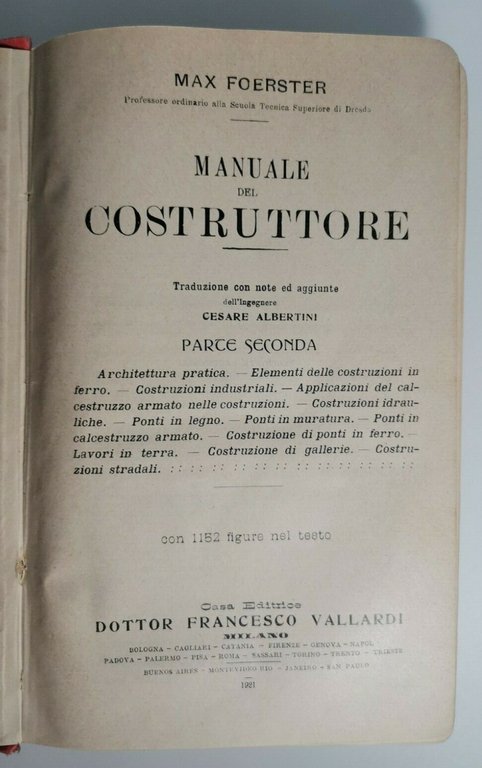 MAX FOERSTER
Professore ordinario alla Scuola Tecnica Superiore di Dresda
MANUALE
DEL
COSTRUTTORE
Traduzione con note ed aggiunte
dell'Ingegnere
CESARE ALBERTINI
PARTE SECONDA
Architettura pratica. — Elementi delle costruzioni in
ferro. — Costruzioni industriali. — Applicazioni del cal-
cestruzzo armato nelle costruzioni. — Costruzioni idrau-
liche. — Ponti in legno. — Ponti in muratura. — Ponti in
calcestruzzo armato. — Costruzione di ponti in ferro. —
Lavori in terra. — Costruzione di gallerie. — Costru-
zioni stradali. : : : : : : : : : : : : : : : : : : : : : : : : : :
con 1152 figure nel testo
Casa Editrice
DOTTOR FRANCESCO VALLARDI
MILANO
BOLOGNA - CAGLIARI - CATANIA - FIRENZE - GENOVA - NAPOLI
PADOVA - PALERMO - PISA - ROMA - SASSARI - TORINO - TRENTO - TRIESTE
BUENOS AIRES - MONTEVIDEO RIO - JANEIRO - SAN PAULO
1921